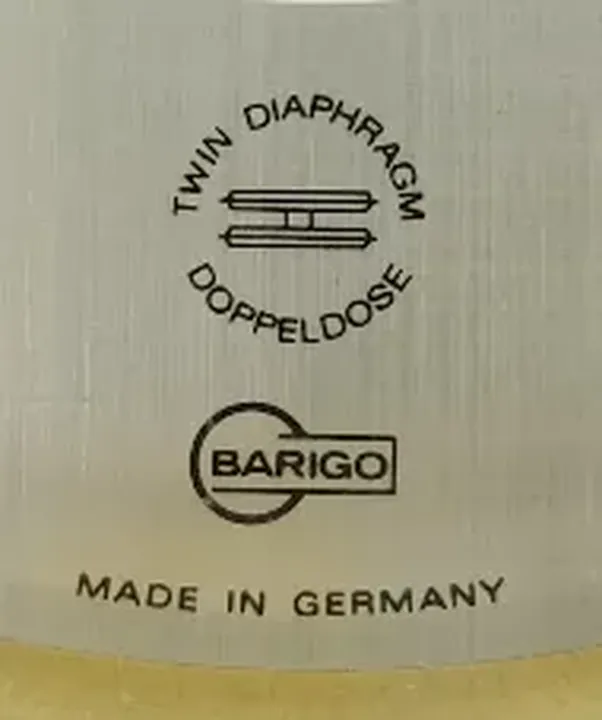 TWIN DIAPHRAGM
DOPPELDOSE
BARIGO
MADE IN GERMANY